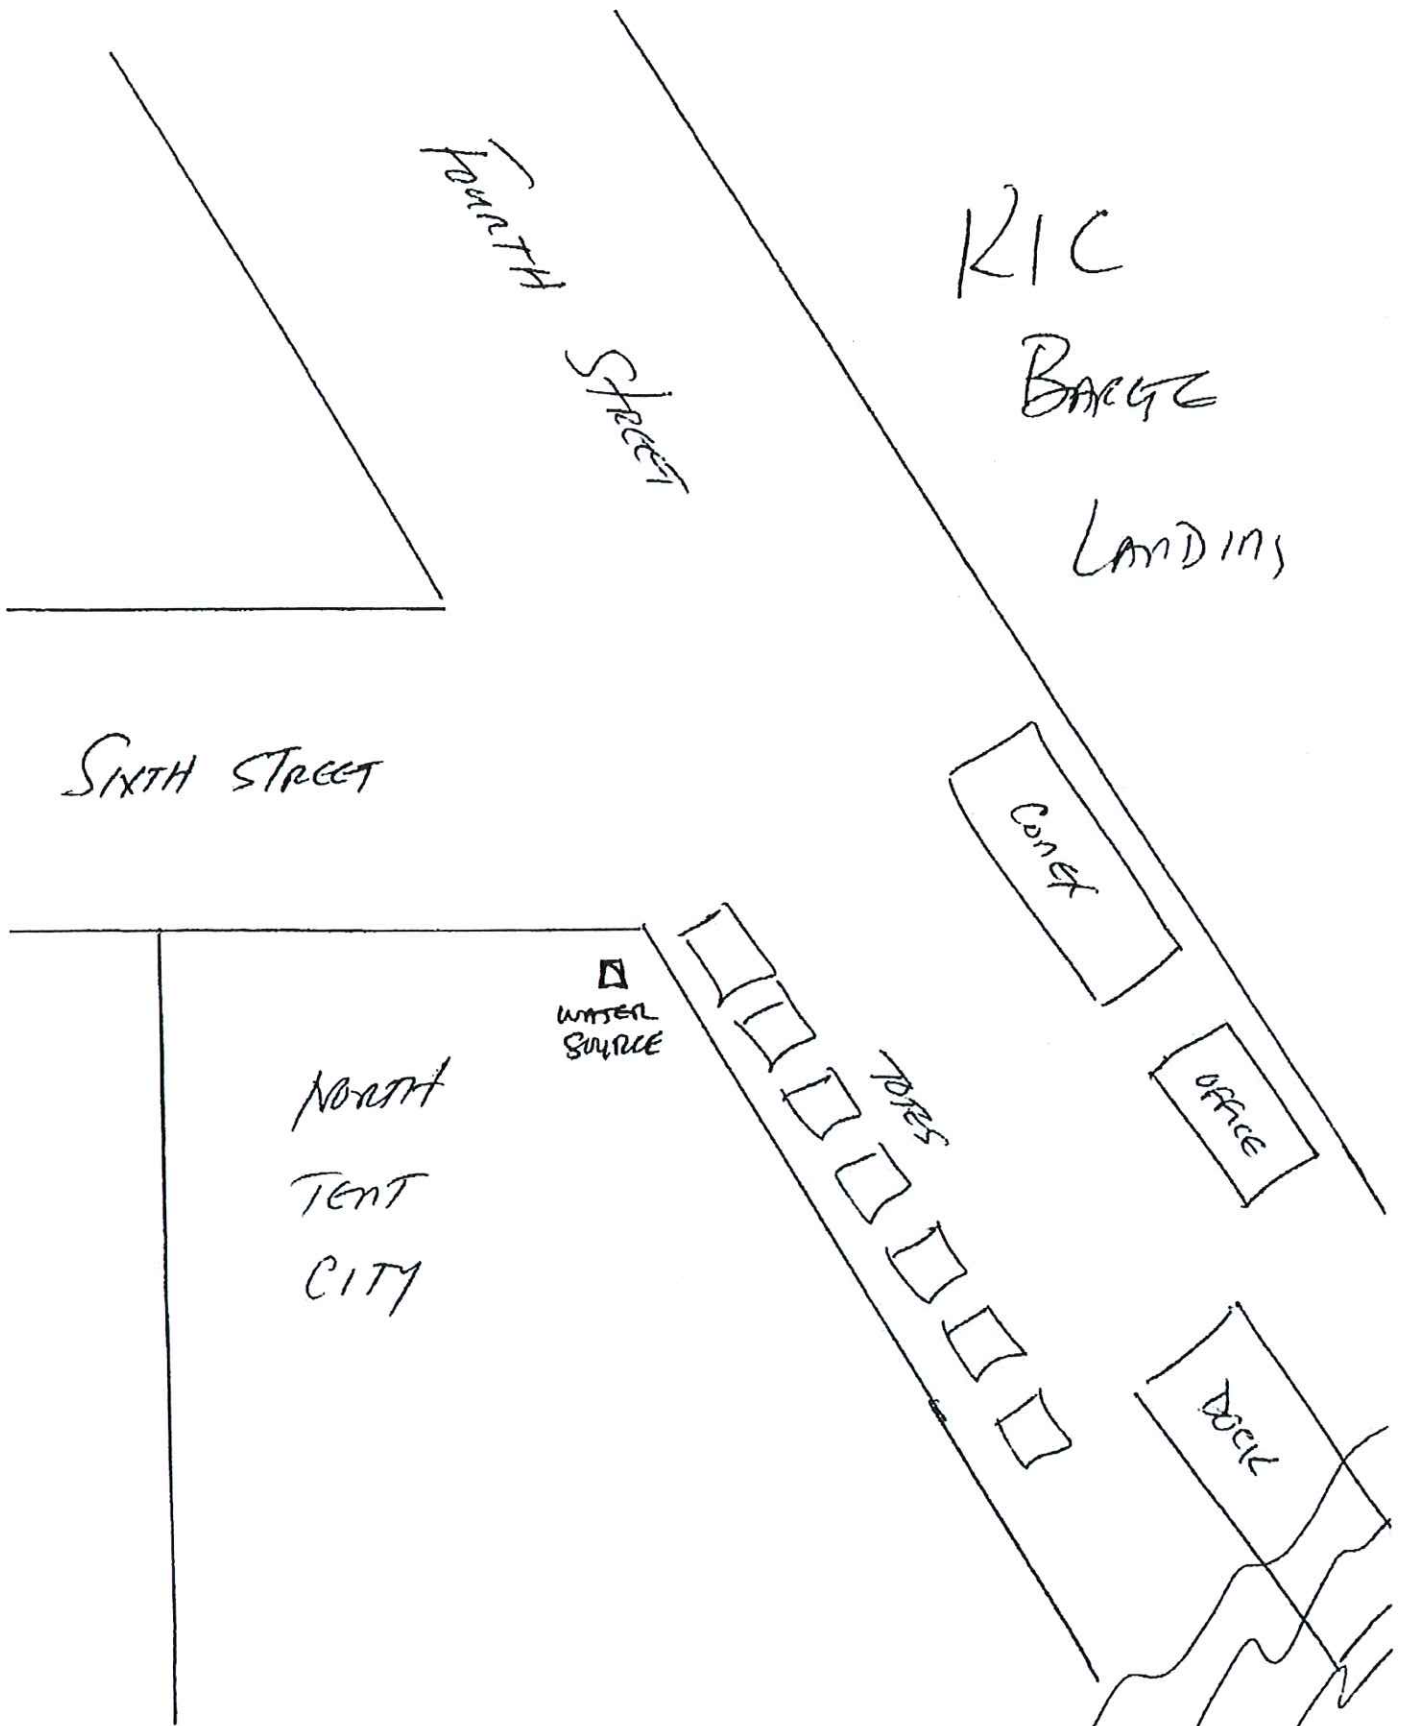 FOURTH STREET
KIC
BARGE
LANDING
SIXTH STREET
CONEX
WATER
SOURCE
TOTES
OFFICE
NORTH
TENT
CITY
DOCK